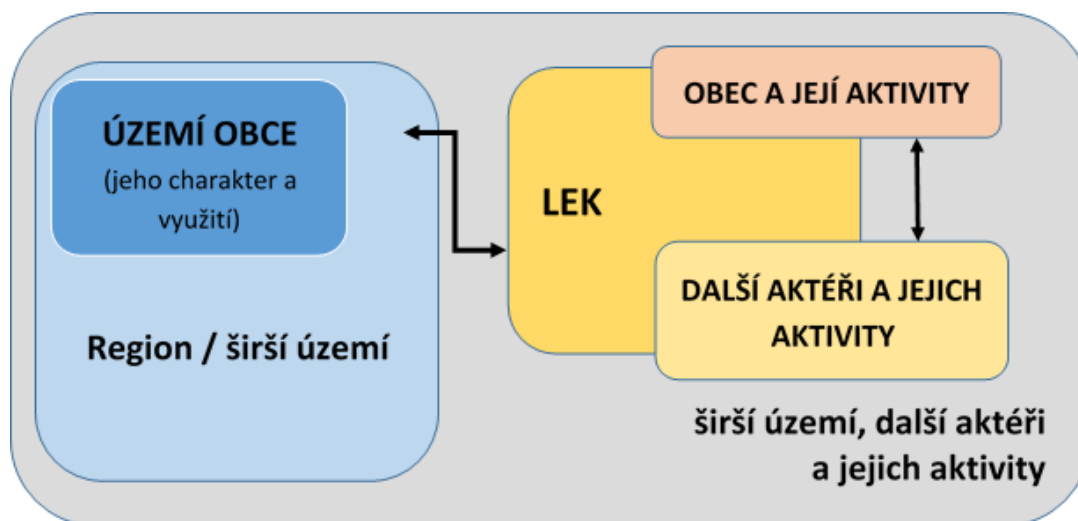 ÚZEMÍ OBCE
(jeho charakter a
využití)
Region / širší území
LEK
OBEC A JEJÍ AKTIVITY
DALŠÍ AKTÉŘI A JEJICH
AKTIVITY
širší území, další aktéři
a jejich aktivity